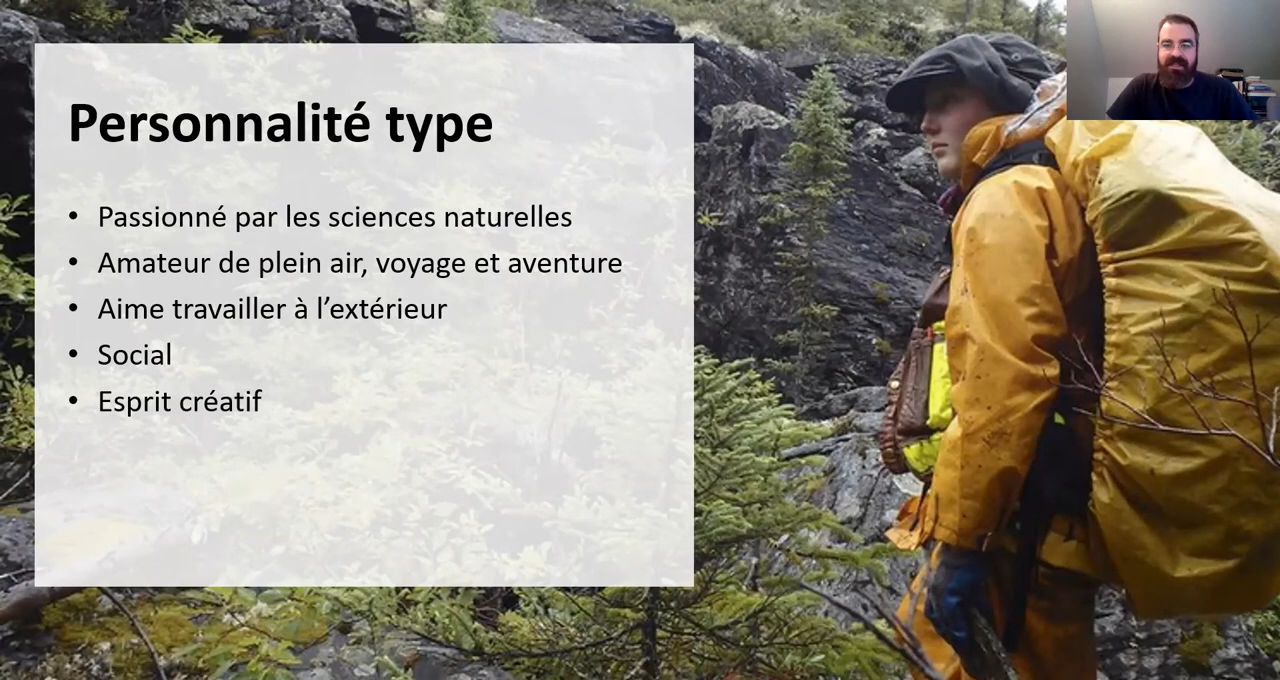 Personnalité type
• Passionné par les sciences naturelles
• Amateur de plein air, voyage et aventure
• Aime travailler à l’extérieur
• Social
• Esprit créatif